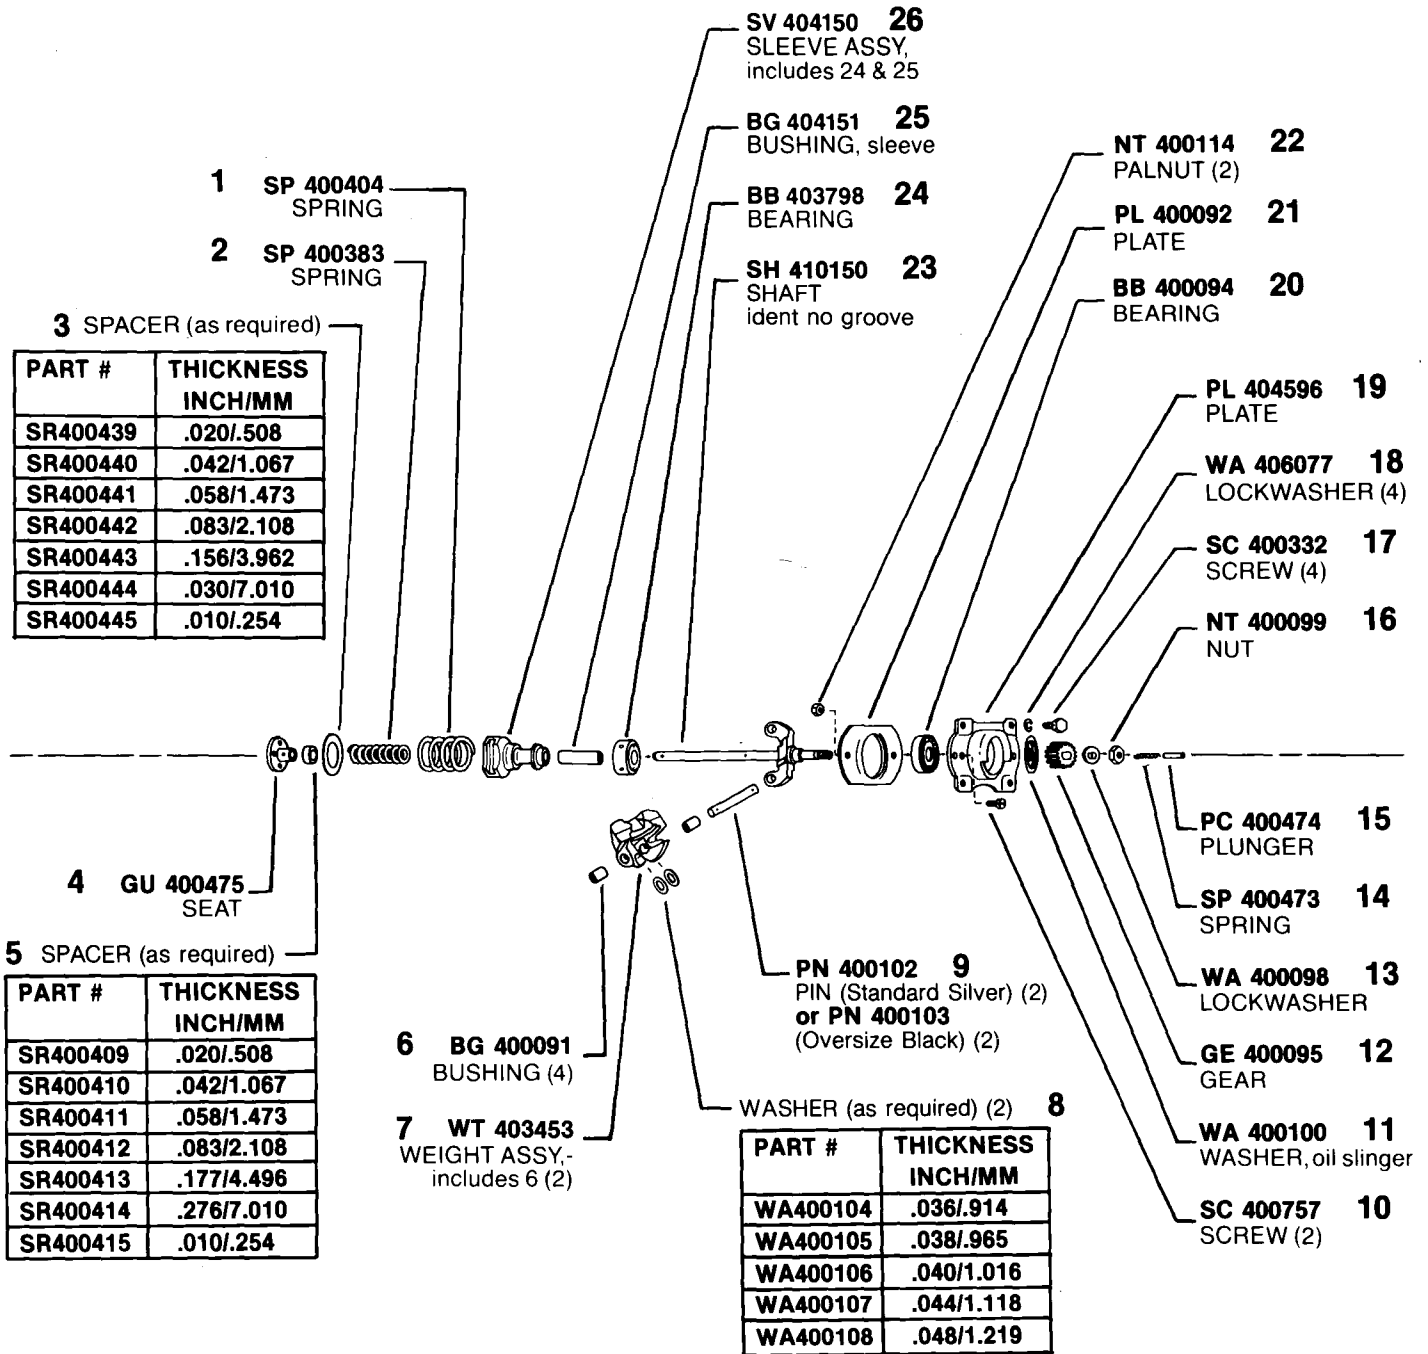 SV 404150 26
SLEEVE ASSY,
includes 24 & 25
BG 404151 25
BUSHING, sleeve
BB 403798 24
BEARING
SH 410150 23
SHAFT
ident no groove
NT 400114 22
PALNUT (2)
PL 400092 21
PLATE
BB 400094 20
BEARING
PL 404596 19
PLATE
WA 406077 18
LOCKWASHER (4)
SC 400332 17
SCREW (4)
NT 400099 16
NUT
1 SP 400404
SPRING
2 SP 400383
SPRING
3 SPACER (as required)
PART # THICKNESS
INCH/MM
SR400439 .020/.508
SR400440 .042/1.067
SR400441 .058/1.473
SR400442 .083/2.108
SR400443 .156/3.962
SR400444 .030/7.010
SR400445 .010/.254
4 GU 400475
SEAT
5 SPACER (as required)
PART # THICKNESS
INCH/MM
SR400409 .020/.508
SR400410 .042/1.067
SR400411 .058/1.473
SR400412 .083/2.108
SR400413 .177/4.496
SR400414 .276/7.010
SR400415 .010/.254
6 BG 400091
BUSHING (4)
7 WT 403453
WEIGHT ASSY,-
includes 6 (2)
PN 400102 9
PIN (Standard Silver) (2)
or PN 400103
(Oversize Black) (2)
WASHER (as required) (2) 8
PART # THICKNESS
INCH/MM
WA400104 .036/.914
WA400105 .038/.965
WA400106 .040/1.016
WA400107 .044/1.118
WA400108 .048/1.219
PC 400474 15
PLUNGER
SP 400473 14
SPRING
WA 400098 13
LOCKWASHER
GE 400095 12
GEAR
WA 400100 11
WASHER, oil slinger
SC 400757 10
SCREW (2)